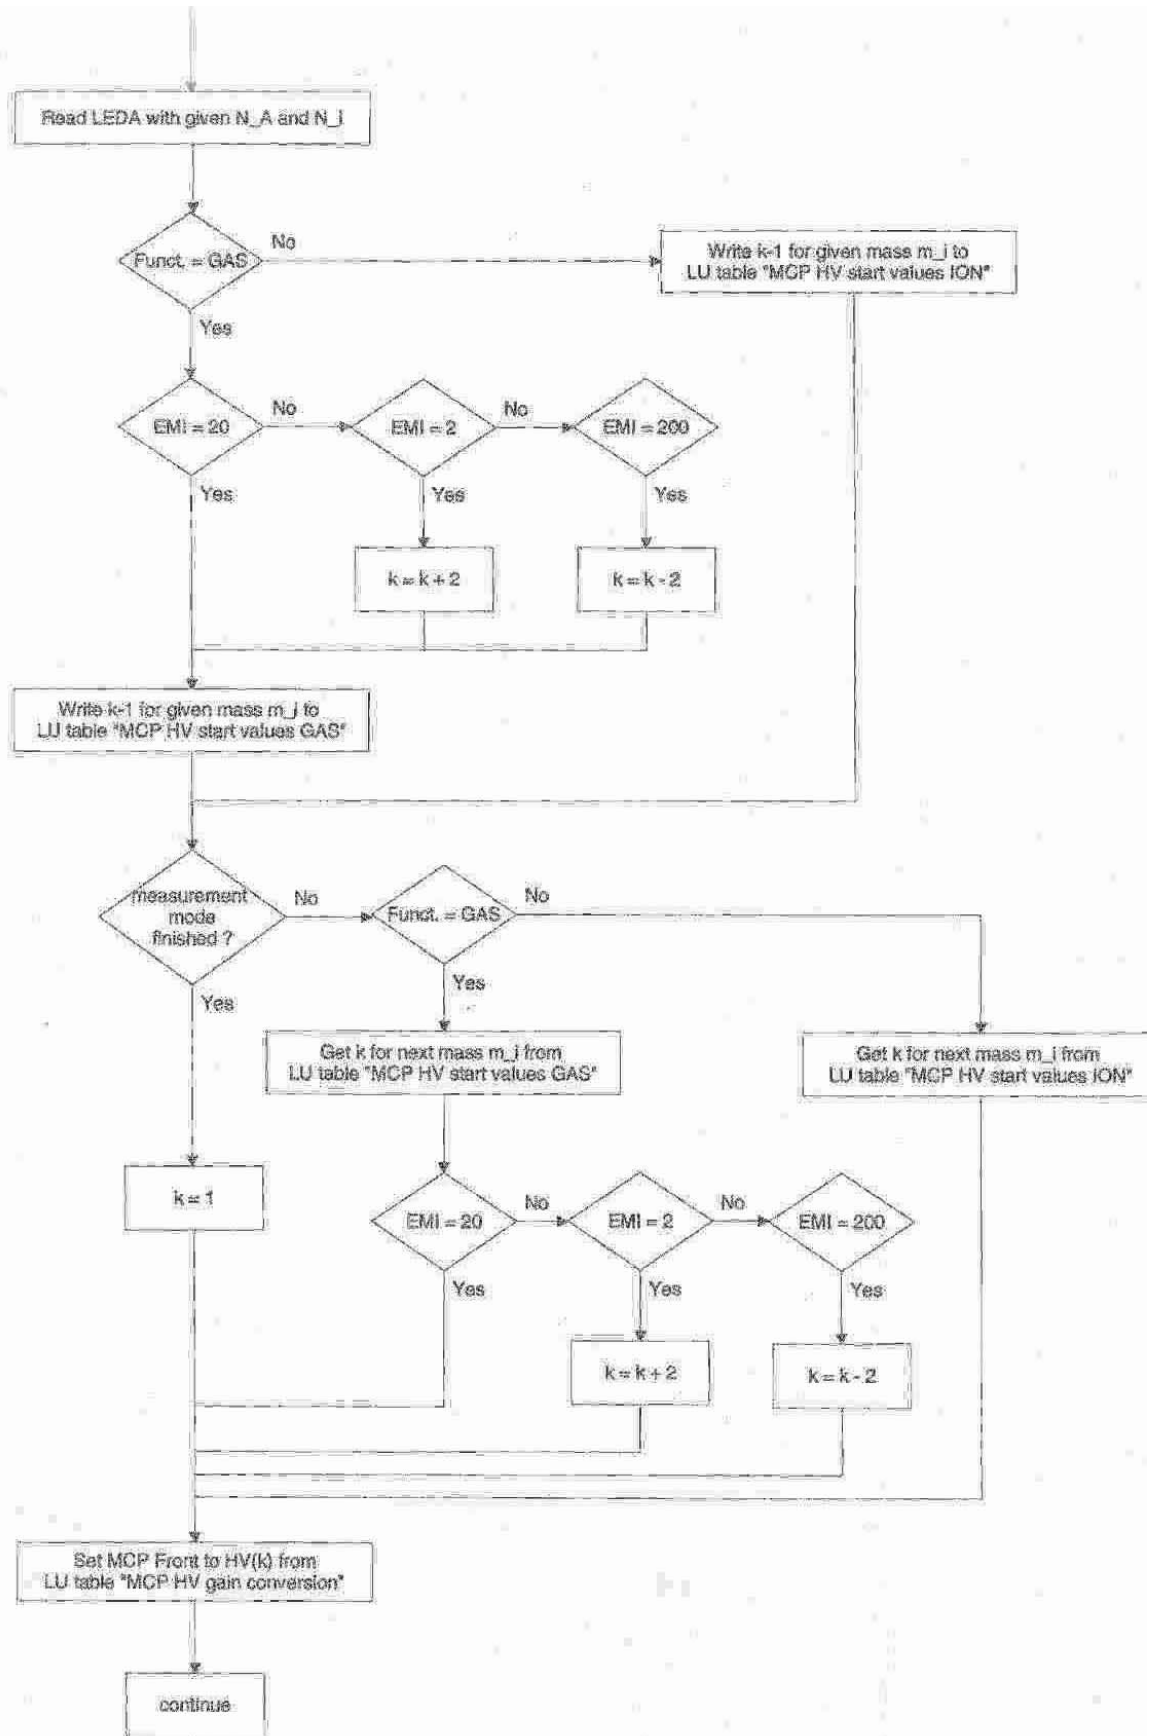 Read LEDA with given N_A and N_i
Funct. = GAS
No
Write k-1 for given mass m_i to
LU table "MCP HV start values ION"
Yes
EMI = 20
No
EMI = 2
No
EMI = 200
Yes
Yes
Yes
k = k + 2
k = k - 2
Write k-1 for given mass m_i to
LU table "MCP HV start values GAS"
measurement
mode
finished ?
No
Funct. = GAS
No
Yes
Yes
Get k for next mass m_i from
LU table "MCP HV start values GAS"
Get k for next mass m_i from
LU table "MCP HV start values ION"
k = 1
EMI = 20
No
EMI = 2
No
EMI = 200
Yes
Yes
Yes
k = k + 2
k = k - 2
Set MCP Front to HV(k) from
LU table "MCP HV gain conversion"
continue